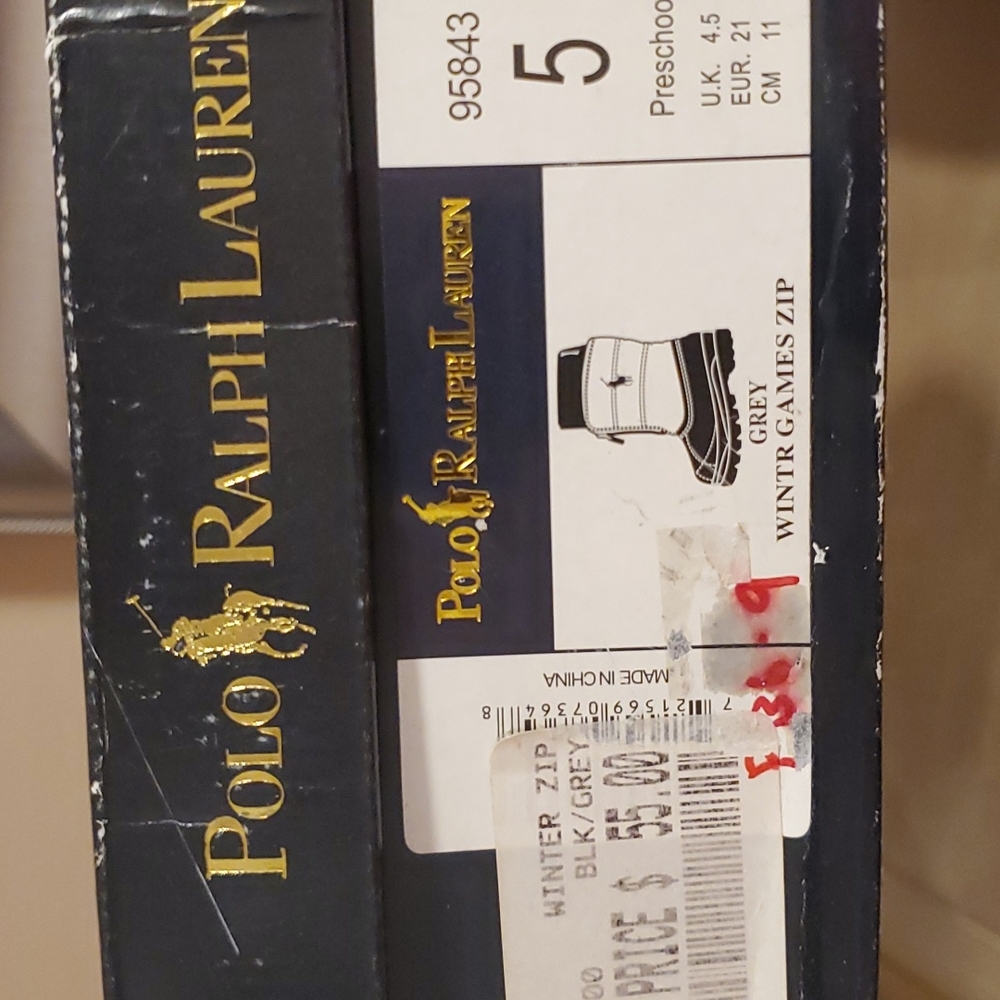 POLO RALPH LAUREN
POLO RALPH LAUREN
GREY
WINTR GAMES ZIP
95843
5
Preschoo
U.K. 4.5
EUR. 21
CM 11
MADE IN CHINA
7 21569 07364 8
WINTER ZIP
BLK/GREY
00
PRICE $ 55.00